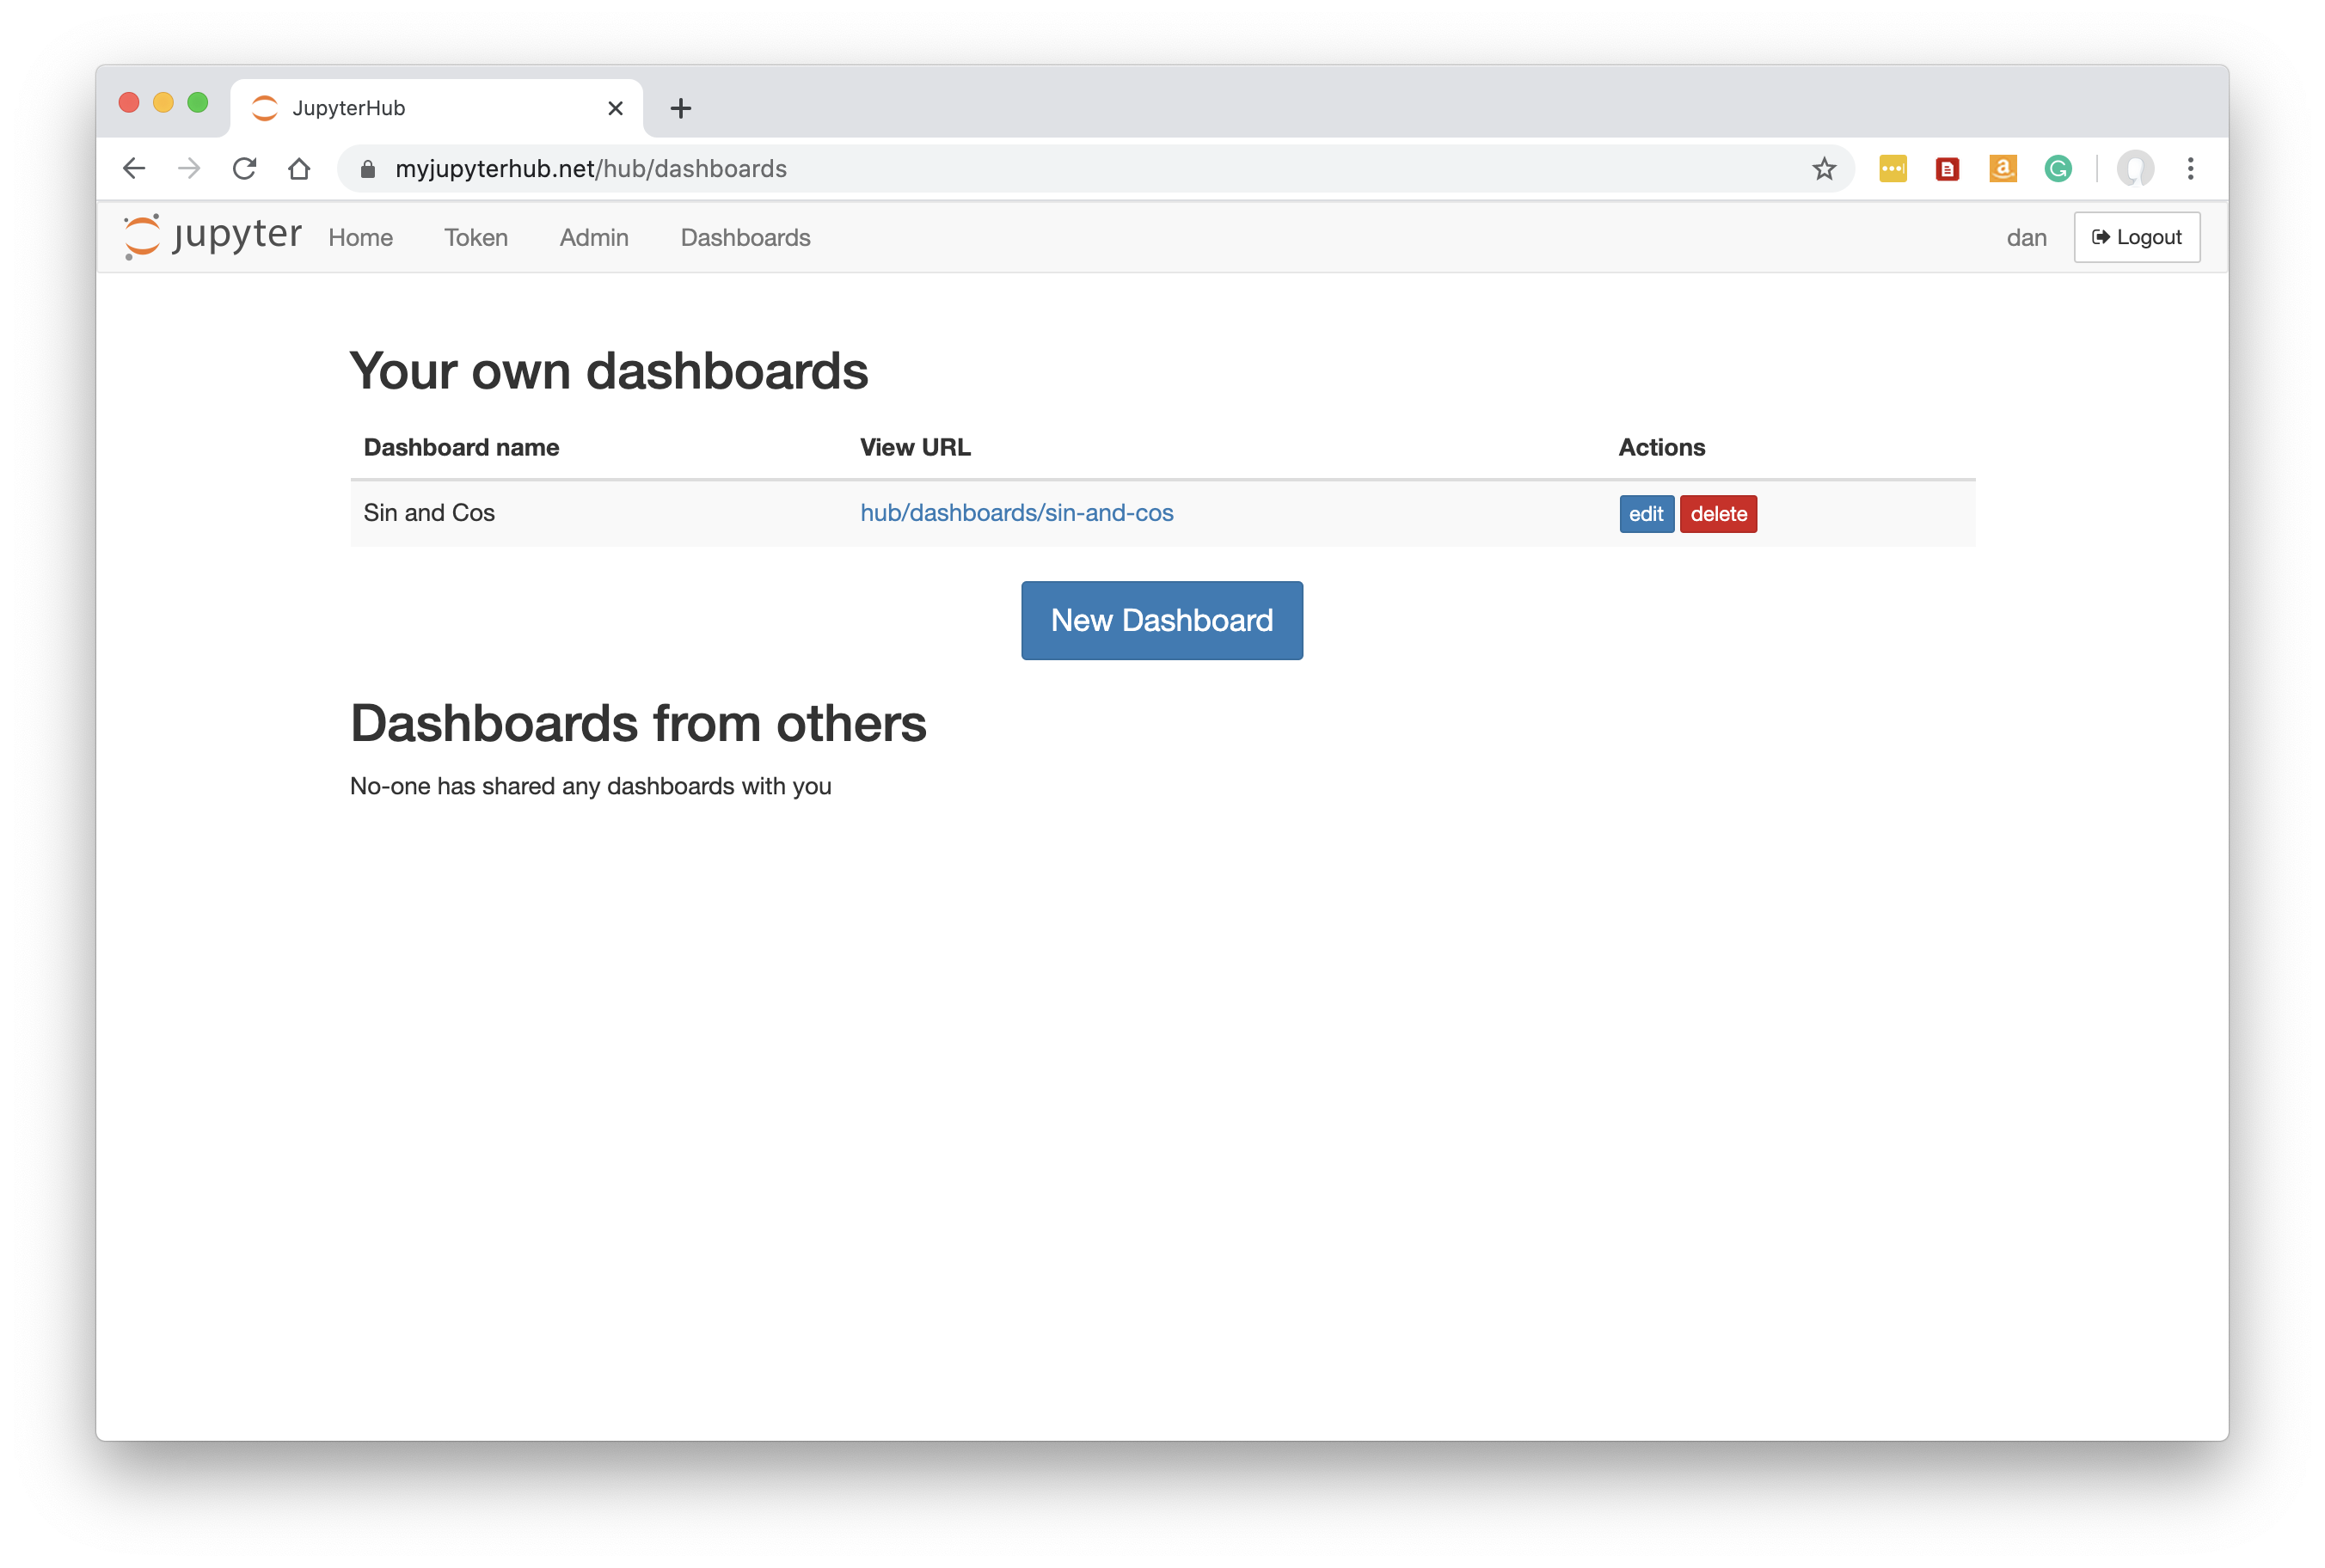 JupyterHub
myjupyterhub.net/hub/dashboards
jupyter Home Token Admin Dashboards dan Logout
Your own dashboards
Dashboard name View URL Actions
Sin and Cos hub/dashboards/sin-and-cos edit delete
New Dashboard
Dashboards from others
No-one has shared any dashboards with you